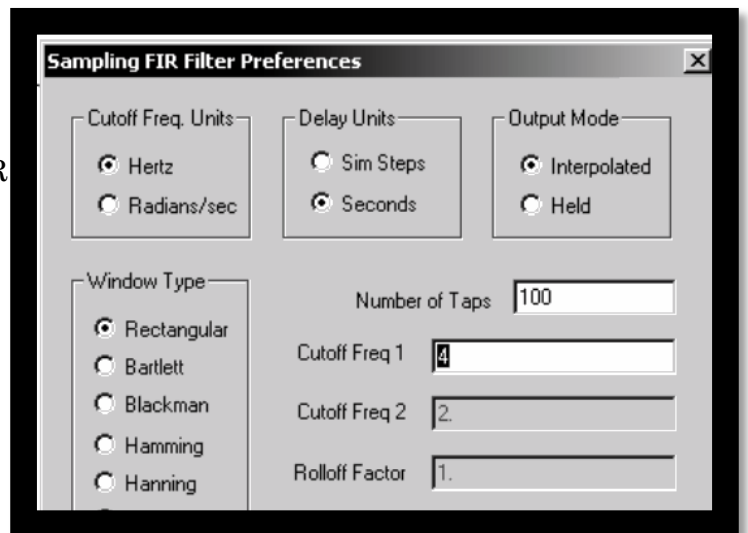 Sampling FIR Filter Preferences
Cutoff Freq. Units
Hertz
Radians/sec
Delay Units
Sim Steps
Seconds
Output Mode
Interpolated
Held
Window Type
Rectangular
Bartlett
Blackman
Hamming
Hanning
Number of Taps 100
Cutoff Freq 1 4
Cutoff Freq 2 2.
Rolloff Factor 1.
R